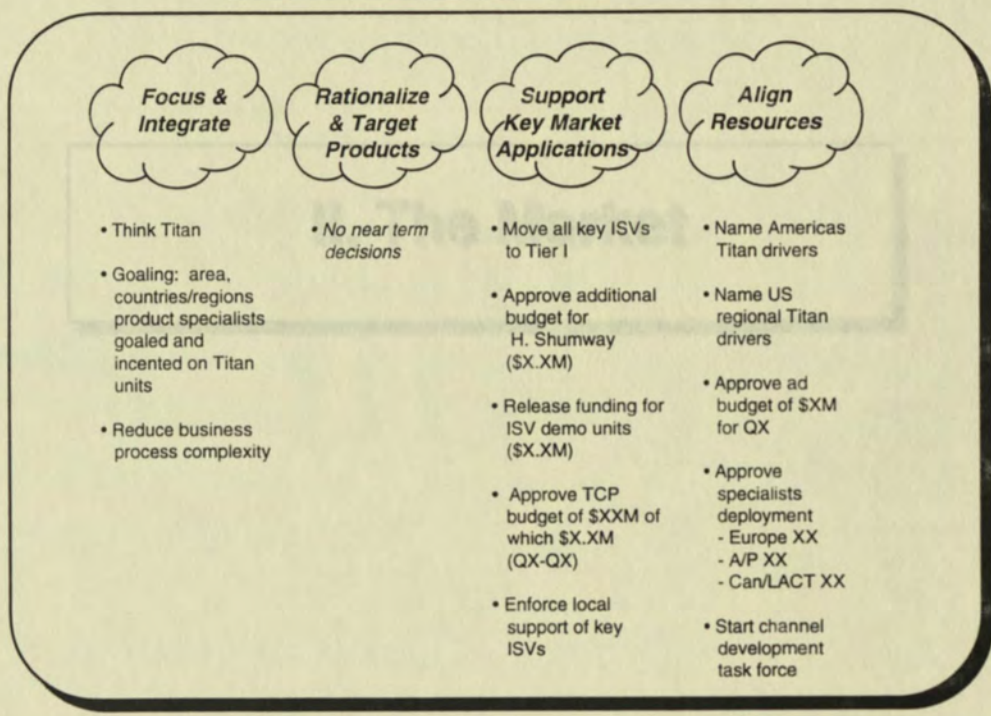 Focus &
Integrate
• Think Titan
• Goaling: area,
countries/regions
product specialists
goaled and
incented on Titan
units
• Reduce business
process complexity
Rationalize
& Target
Products
• No near term
decisions
Support
Key Market
Applications
• Move all key ISVs
to Tier I
• Approve additional
budget for
H. Shumway
($X.XM)
• Release funding for
ISV demo units
($X.XM)
• Approve TCP
budget of $XXM of
which $X.XM
(QX-QX)
• Enforce local
support of key
ISVs
Align
Resources
• Name Americas
Titan drivers
• Name US
regional Titan
drivers
• Approve ad
budget of $XM
for QX
• Approve
specialists
deployment
- Europe XX
- A/P XX
- Can/LACT XX
• Start channel
development
task force
II. The Market